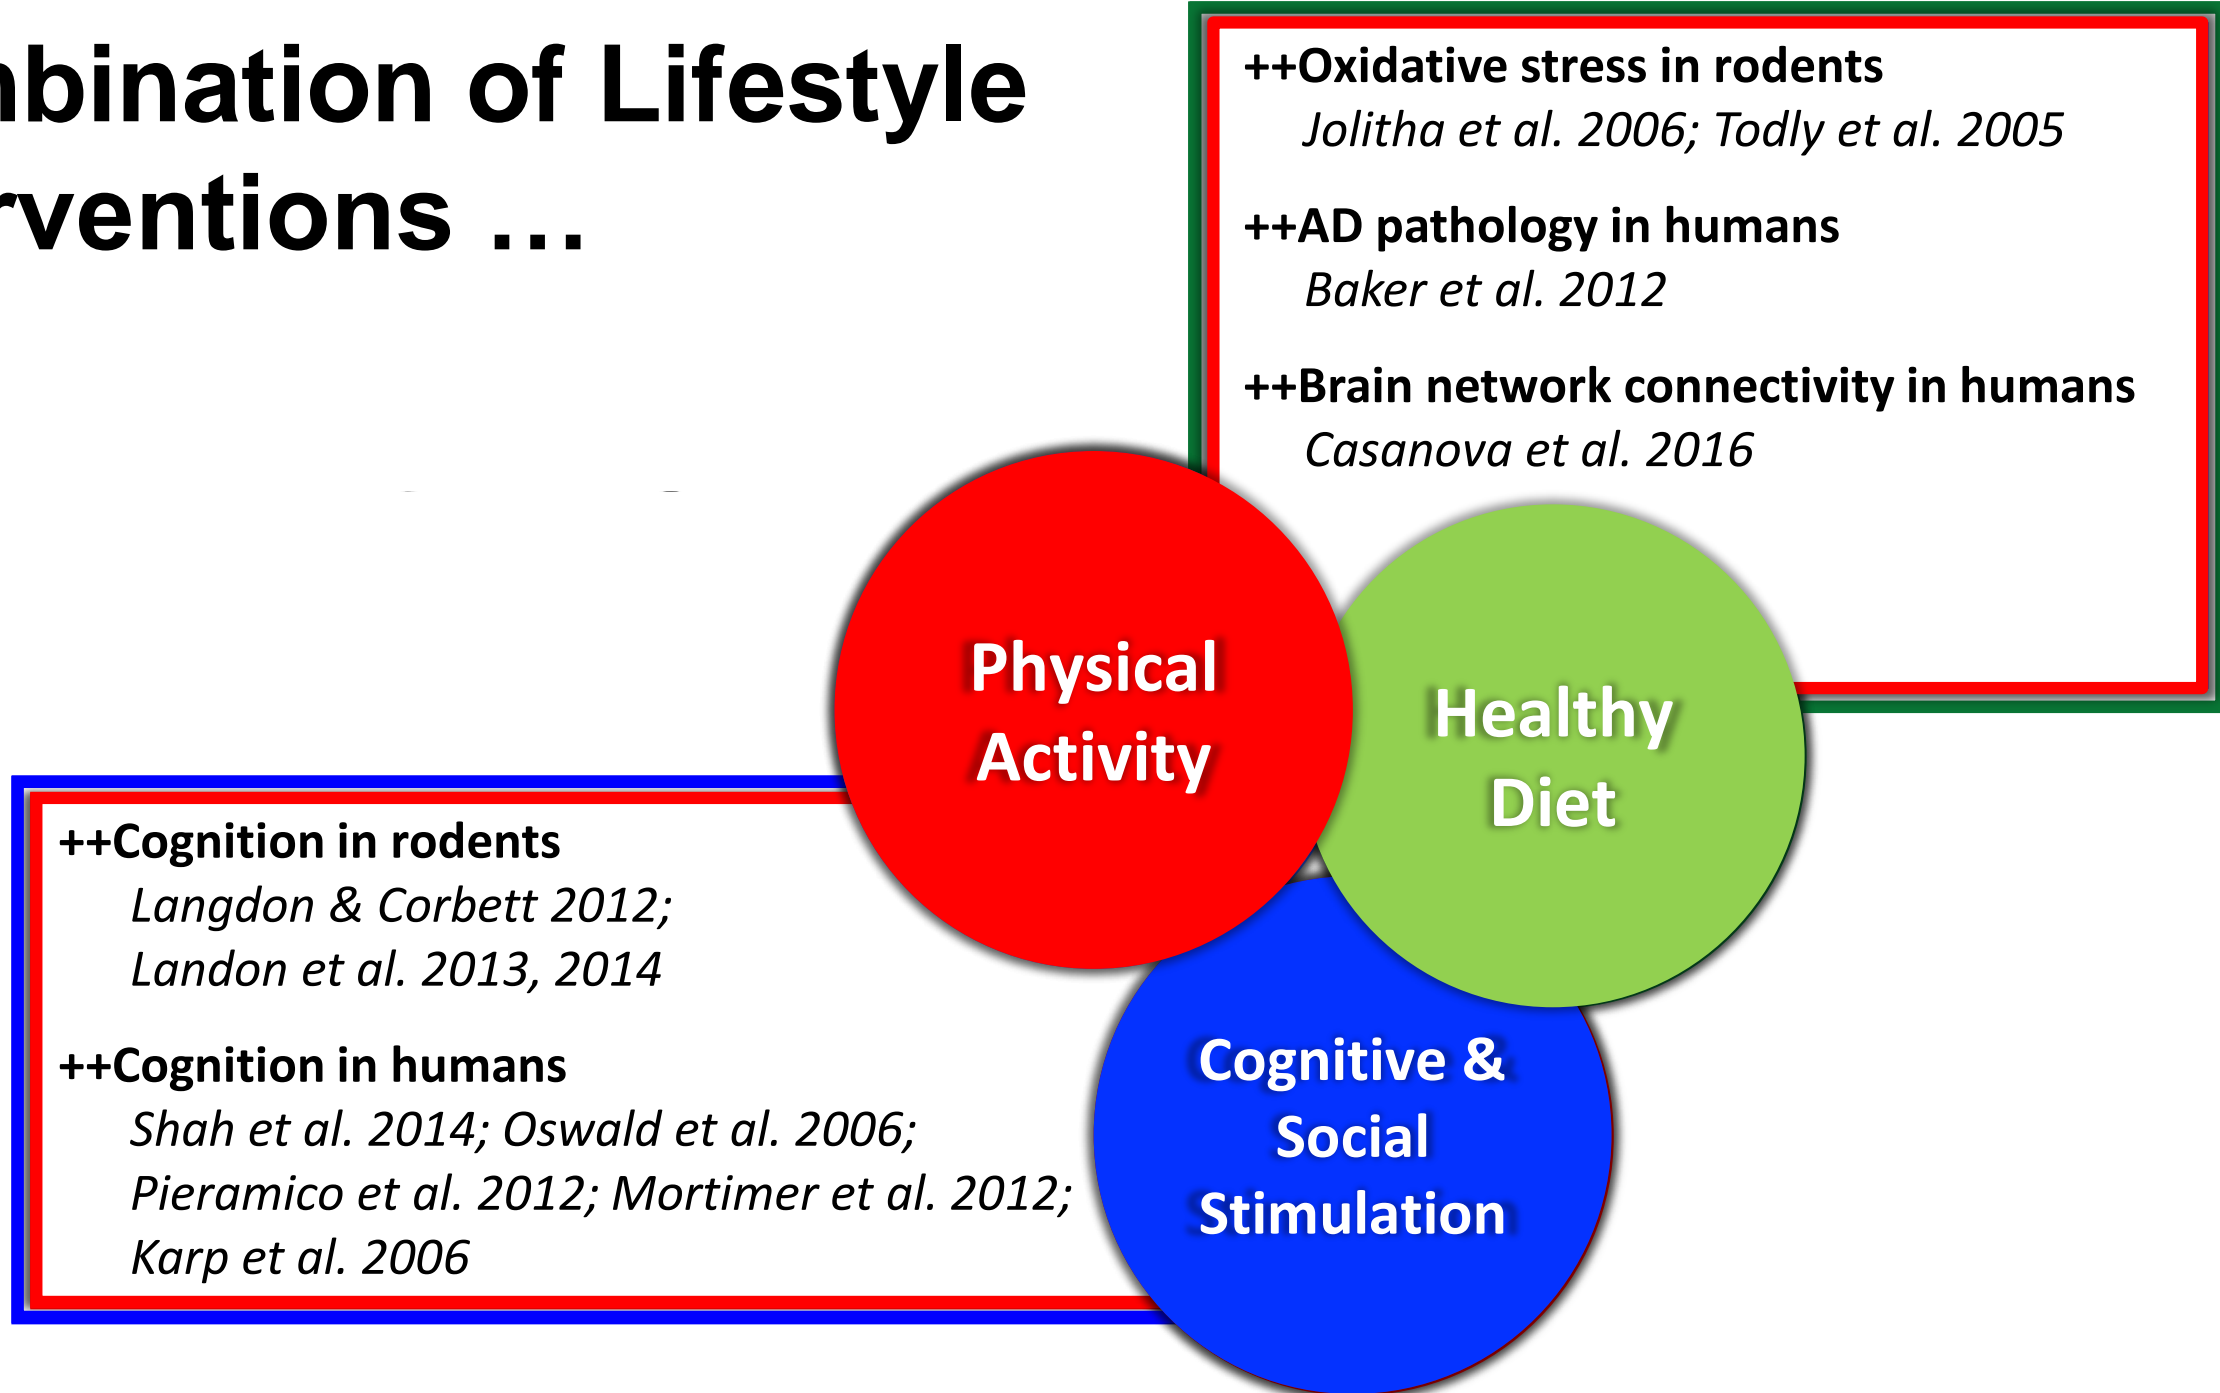 nbination of Lifestyle
rventions ...
++Oxidative stress in rodents
Jolitha et al. 2006; Todly et al. 2005
++AD pathology in humans
Baker et al. 2012
++Brain network connectivity in humans
Casanova et al. 2016
Physical
Activity
Healthy
Diet
++Cognition in rodents
Langdon & Corbett 2012;
Landon et al. 2013, 2014
++Cognition in humans
Shah et al. 2014; Oswald et al. 2006;
Pieramico et al. 2012; Mortimer et al. 2012;
Karp et al. 2006
Cognitive &
Social
Stimulation